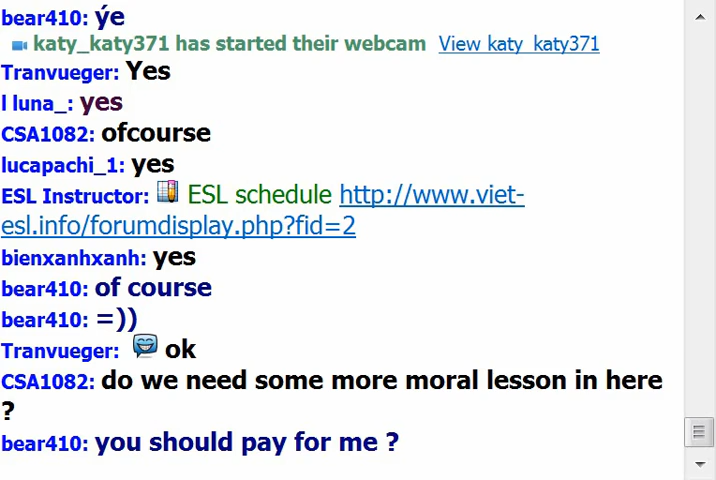 bear410: ýe
katy_katy371 has started their webcam View katy_katy371
Tranvueger: Yes
l luna_: yes
CSA1082: ofcourse
lucapachi_1: yes
ESL Instructor: ESL schedule http://www.viet-
esl.info/forumdisplay.php?fid=2
bienxanhxanh: yes
bear410: of course
bear410: =))
Tranvueger: ok
CSA1082: do we need some more moral lesson in here
?
bear410: you should pay for me ?